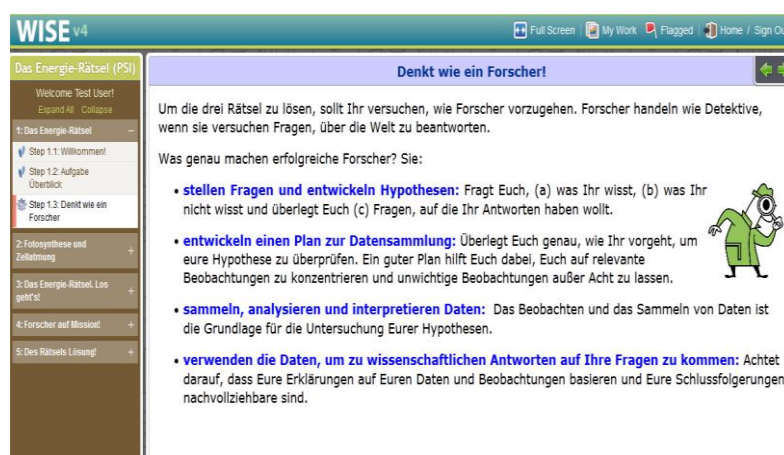 WISE v4
Full Screen | My Work | Flagged | Home / Sign Ou
Das Energie-Rätsel (PSI)
Welcome Test User!
Expand All Collapse
1: Das Energie-Rätsel
Step 1.1: Willkommen!
Step 1.2: Aufgabe
Überblick
Step 1.3: Denkt wie ein
Forscher
2: Fotosynthese und
Zellatmung
3: Das Energie-Rätsel. Los
geht's!
4: Forscher auf Mission!
5: Des Rätsels Lösung!
Denkt wie ein Forscher!
Um die drei Rätsel zu lösen, sollt Ihr versuchen, wie Forscher vorzugehen. Forscher handeln wie Detektive,
wenn sie versuchen Fragen, über die Welt zu beantworten.
Was genau machen erfolgreiche Forscher? Sie:
• stellen Fragen und entwickeln Hypothesen: Fragt Euch, (a) was Ihr wisst, (b) was Ihr
nicht wisst und überlegt Euch (c) Fragen, auf die Ihr Antworten haben wollt.
• entwickeln einen Plan zur Datensammlung: Überlegt Euch genau, wie Ihr vorgeht, um
eure Hypothese zu überprüfen. Ein guter Plan hilft Euch dabei, Euch auf relevante
Beobachtungen zu konzentrieren und unwichtige Beobachtungen außer Acht zu lassen.
• sammeln, analysieren und interpretieren Daten: Das Beobachten und das Sammeln von Daten ist
die Grundlage für die Untersuchung Eurer Hypothesen.
• verwenden die Daten, um zu wissenschaftlichen Antworten auf Ihre Fragen zu kommen: Achtet
darauf, dass Eure Erklärungen auf Euren Daten und Beobachtungen basieren und Eure Schlussfolgerungen
nachvollziehbare sind.